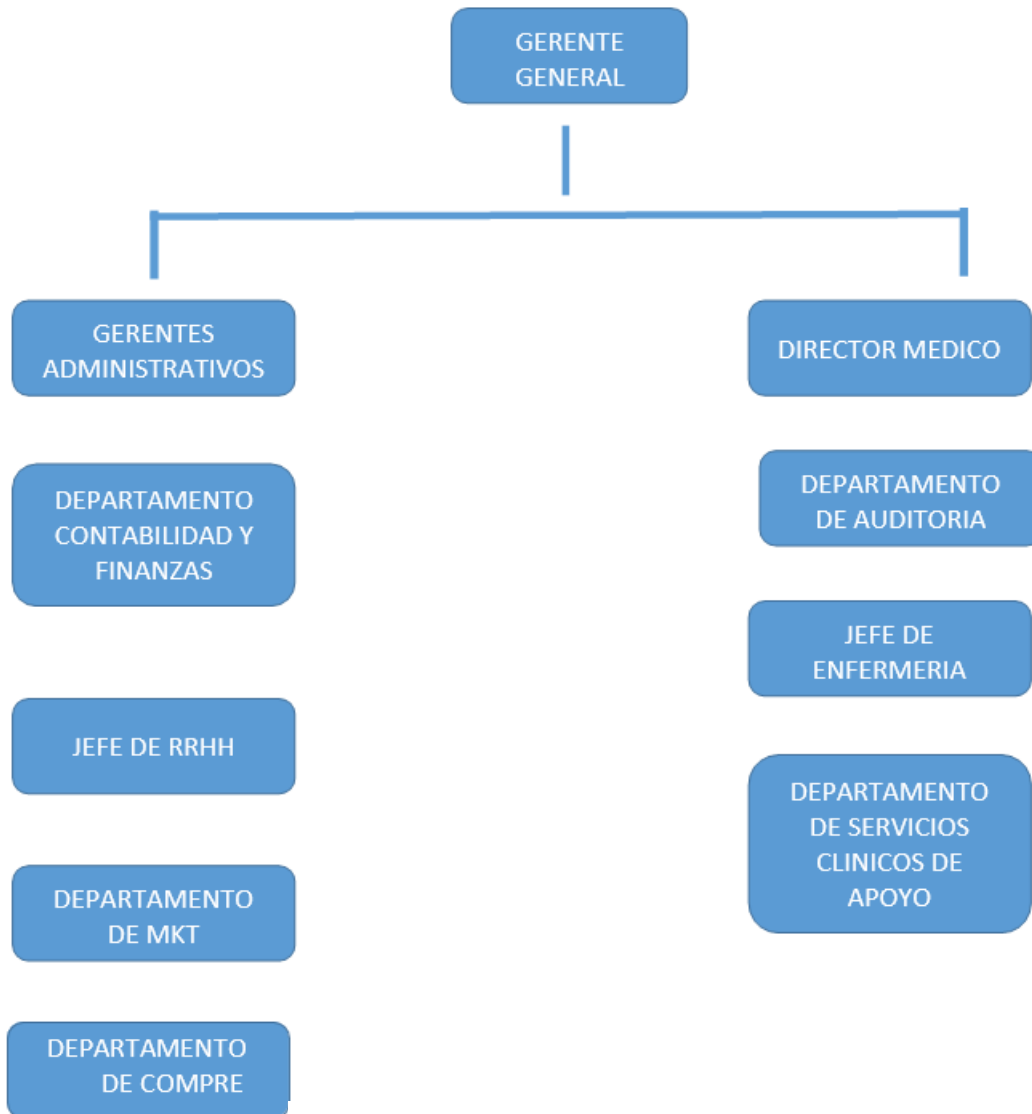 GERENTE
GENERAL
GERENTES
ADMINISTRATIVOS
DEPARTAMENTO
CONTABILIDAD Y
FINANZAS
JEFE DE RRHH
DEPARTAMENTO
DE MKT
DEPARTAMENTO
DE COMPRE
DIRECTOR MEDICO
DEPARTAMENTO
DE AUDITORIA
JEFE DE
ENFERMERIA
DEPARTAMENTO
DE SERVICIOS
CLINICOS DE
APOYO